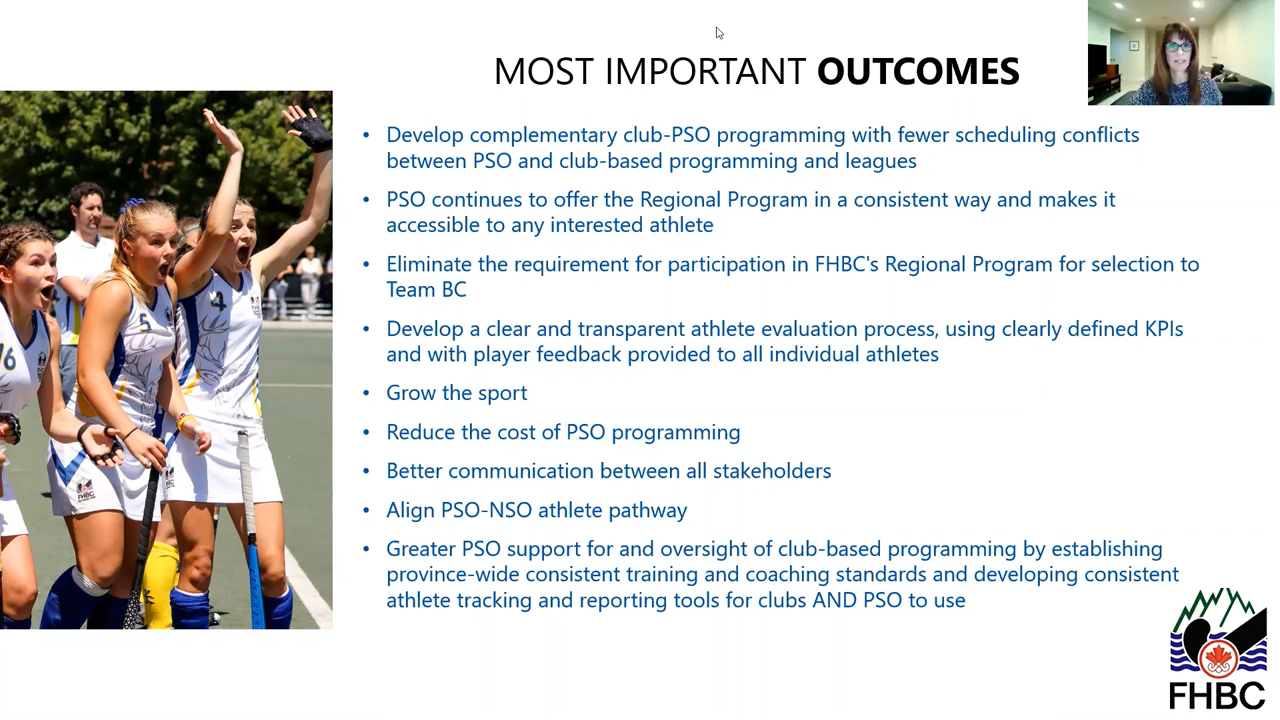 MOST IMPORTANT OUTCOMES
• Develop complementary club-PSO programming with fewer scheduling conflicts
between PSO and club-based programming and leagues
• PSO continues to offer the Regional Program in a consistent way and makes it
accessible to any interested athlete
• Eliminate the requirement for participation in FHBC's Regional Program for selection to
Team BC
• Develop a clear and transparent athlete evaluation process, using clearly defined KPIs
and with player feedback provided to all individual athletes
• Grow the sport
• Reduce the cost of PSO programming
• Better communication between all stakeholders
• Align PSO-NSO athlete pathway
• Greater PSO support for and oversight of club-based programming by establishing
province-wide consistent training and coaching standards and developing consistent
athlete tracking and reporting tools for clubs AND PSO to use
16
5
4
FHBC
FHBC